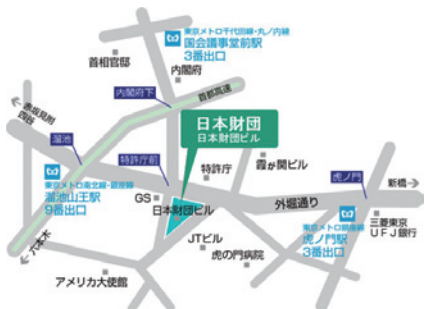 東京メトロ千代田線・丸ノ内線
国会議事堂前駅
3番出口
首相官邸
内閣府
内閣府下
首都高速
赤坂見附
四谷
溜池
日本財団
日本財団ビル
特許庁前
特許庁
霞が関ビル
虎ノ門
新橋
東京メトロ南北線・銀座線
溜池山王駅
9番出口
GS
日本財団ビル
外堀通り
三菱東京
UFJ銀行
東京メトロ銀座線
虎ノ門駅
3番出口
JTビル
虎の門病院
六本木
アメリカ大使館